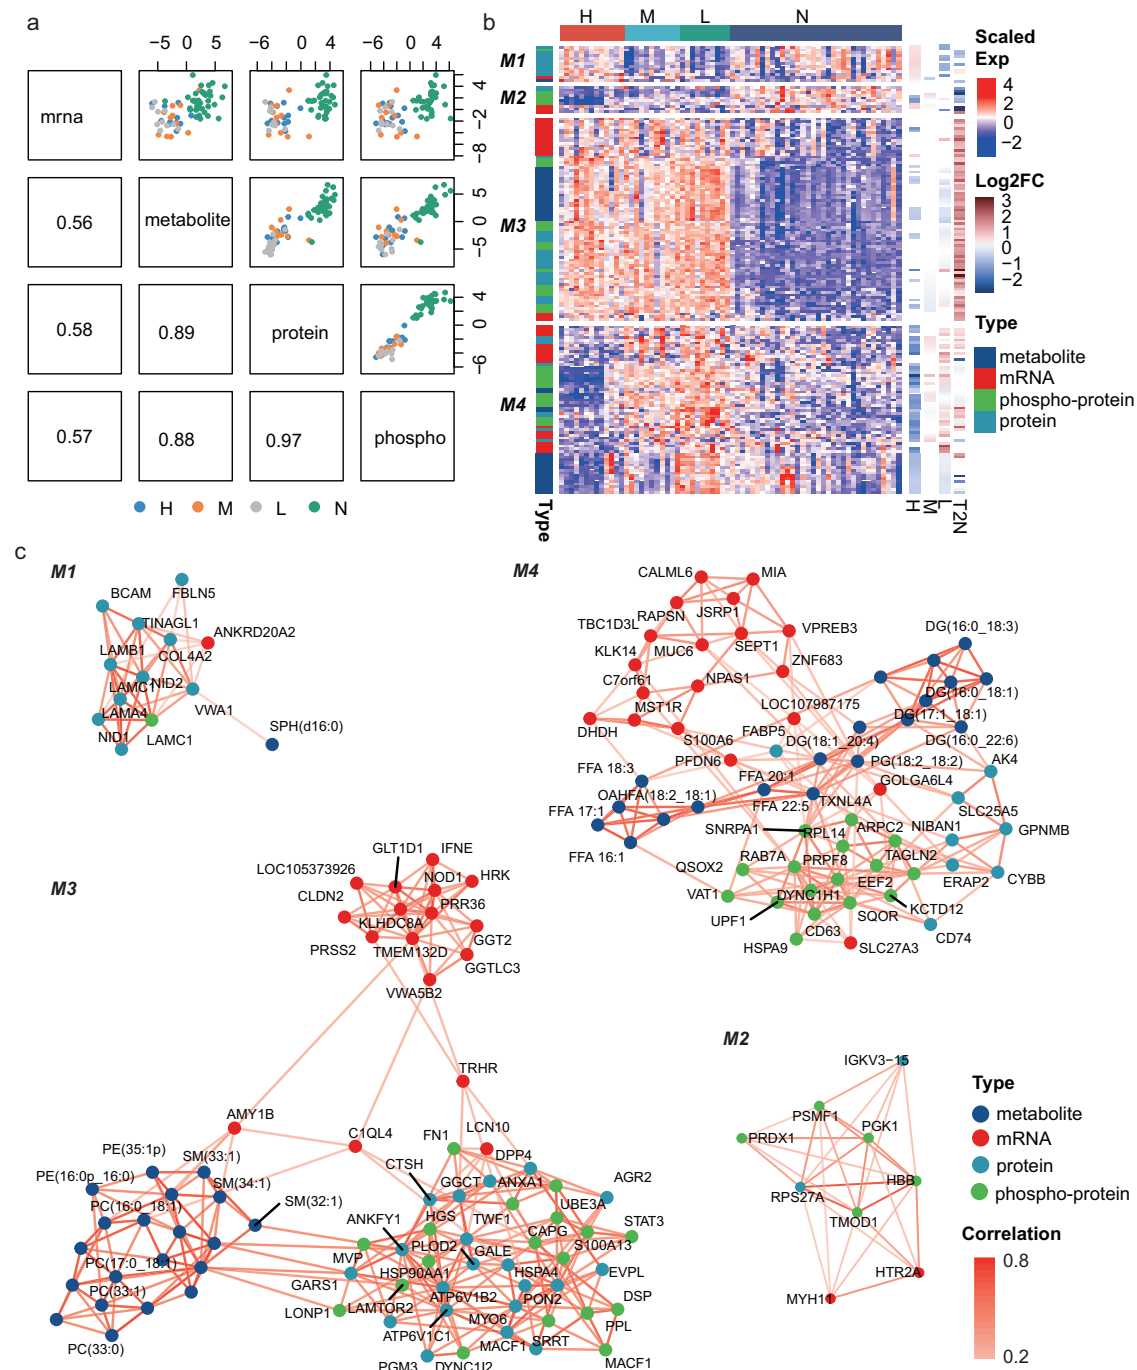 a
−5 0 5
−6 0 4
−6 0 4
mrna
4
−2
−8
0.56
metabolite
5
0
−5
0.58
0.89
protein
4
0
−6
0.57
0.88
0.97
phospho
H M L N
b
H M L N
M1
M2
M3
M4
Type
H
M
L
T2N
Scaled
Exp
4
2
0
−2
Log2FC
3
2
1
0
−1
−2
Type
metabolite
mRNA
phospho-protein
protein
c
M1
BCAM
FBLN5
TINAGL1
ANKRD20A2
LAMB1
COL4A2
LAMC1
NID2
LAMA4
VWA1
NID1
LAMC1
SPH(d16:0)
M4
CALML6
MIA
RAPSN
JSRP1
TBC1D3L
VPREB3
KLK14
MUC6
SEPT1
ZNF683
C7orf61
NPAS1
MST1R
LOC107987175
DHDH
S100A6
FABP5
PFDN6
DG(16:0_18:3)
DG(16:0_18:1)
DG(17:1_18:1)
DG(18:1_20:4)
DG(16:0_22:6)
PG(18:2_18:2)
AK4
FFA 18:3
FFA 20:1
GOLGA6L4
OAHFA(18:2_18:1)
FFA 22:5
TXNL4A
SLC25A5
FFA 17:1
SNRPA1
RPL14
ARPC2
NIBAN1
GPNMB
FFA 16:1
RAB7A
PRPF8
TAGLN2
QSOX2
EEF2
ERAP2
CYBB
VAT1
DYNC1H1
KCTD12
UPF1
SQOR
CD63
CD74
HSPA9
SLC27A3
M3
GLT1D1
IFNE
LOC105373926
NOD1
HRK
CLDN2
PRR36
KLHDC8A
GGT2
PRSS2
TMEM132D
GGTLC3
VWA5B2
TRHR
AMY1B
C1QL4
LCN10
FN1
DPP4
PE(35:1p)
SM(33:1)
CTSH
PE(16:0p_16:0)
SM(34:1)
GGCT
ANXA1
AGR2
PC(16:0_18:1)
SM(32:1)
UBE3A
ANKFY1
HGS
TWF1
CAPG
STAT3
PC(17:0_18:1)
MVP
PLOD2
GALE
S100A13
PC(33:1)
GARS1
HSP90AA1
HSPA4
EVPL
LONP1
LAMTOR2
ATP6V1B2
PON2
DSP
PC(33:0)
ATP6V1C1
MYO6
PPL
MACF1
SRRT
PGM3
DYNC1I2
MACF1
M2
IGKV3−15
PSMF1
PGK1
PRDX1
RPS27A
HBB
TMOD1
HTR2A
MYH11
Type
metabolite
mRNA
protein
phospho-protein
Correlation
0.8
0.2